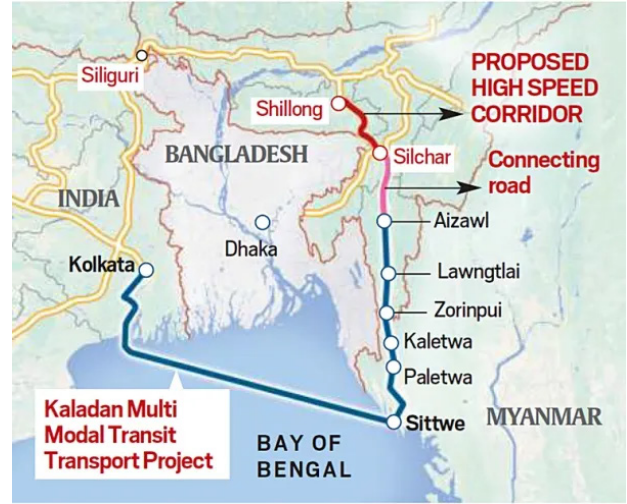 Siliguri
PROPOSED
HIGH SPEED
CORRIDOR
Shillong
BANGLADESH
Silchar
Connecting
road
INDIA
Aizawl
Dhaka
Kolkata
Lawngtlai
Zorinpui
Kaletwa
Paletwa
Kaladan Multi
Modal Transit
Transport Project
Sittwe
MYANMAR
BAY OF
BENGAL